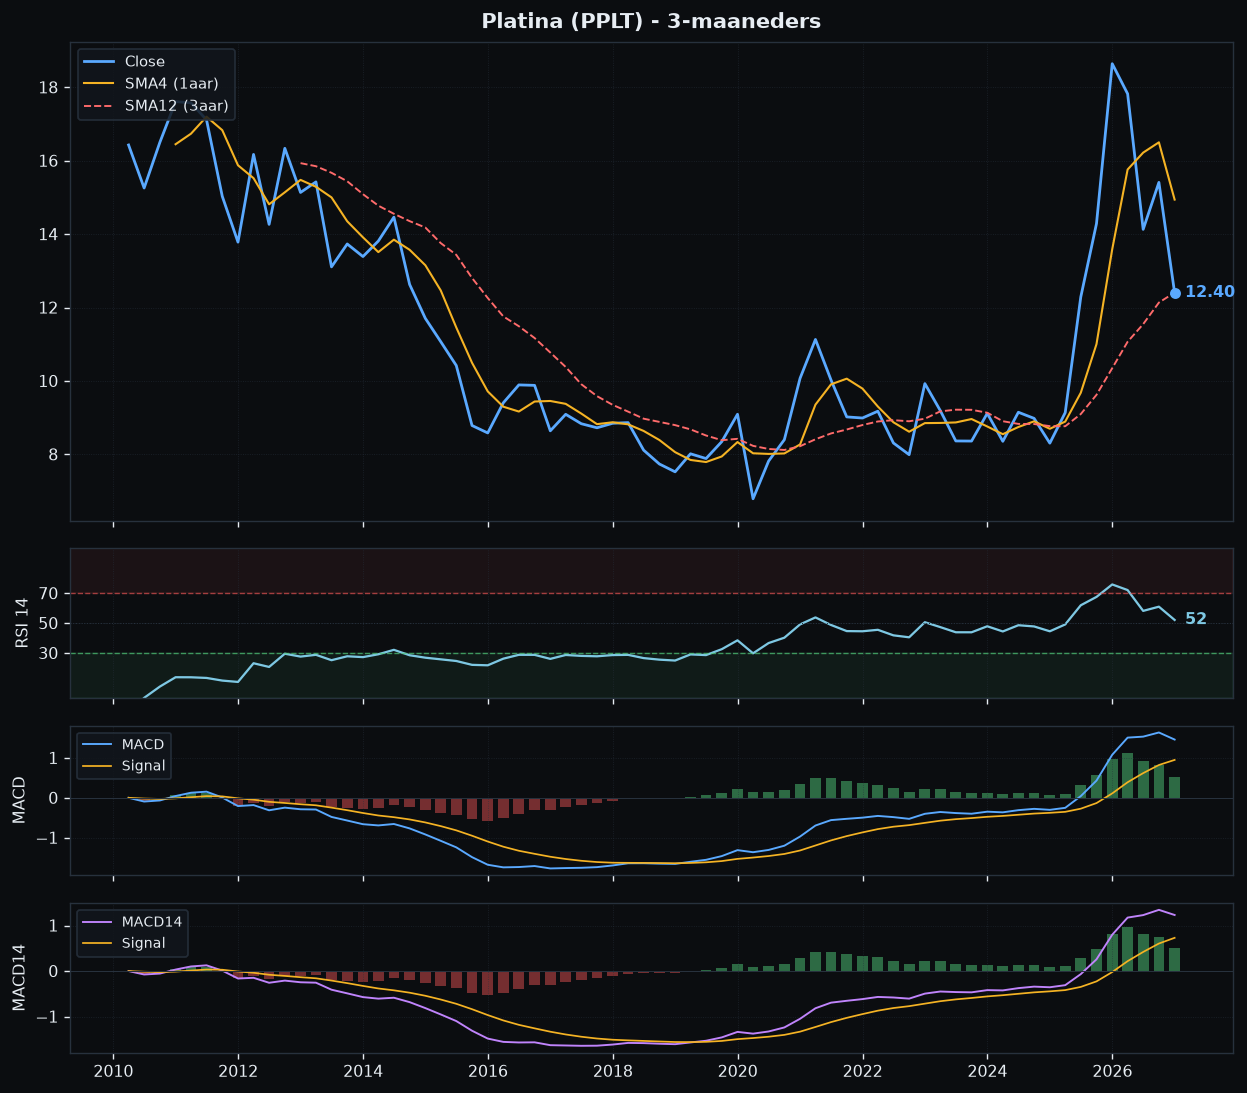 Platina (PPLT) - 3-maaneders
Close
SMA4 (1aar)
SMA12 (3aar)
18
16
14
12
10
8
12.40
RSI 14
70
50
30
52
MACD
MACD
Signal
1
0
−1
MACD14
MACD14
Signal
1
0
−1
2010 2012 2014 2016 2018 2020 2022 2024 2026